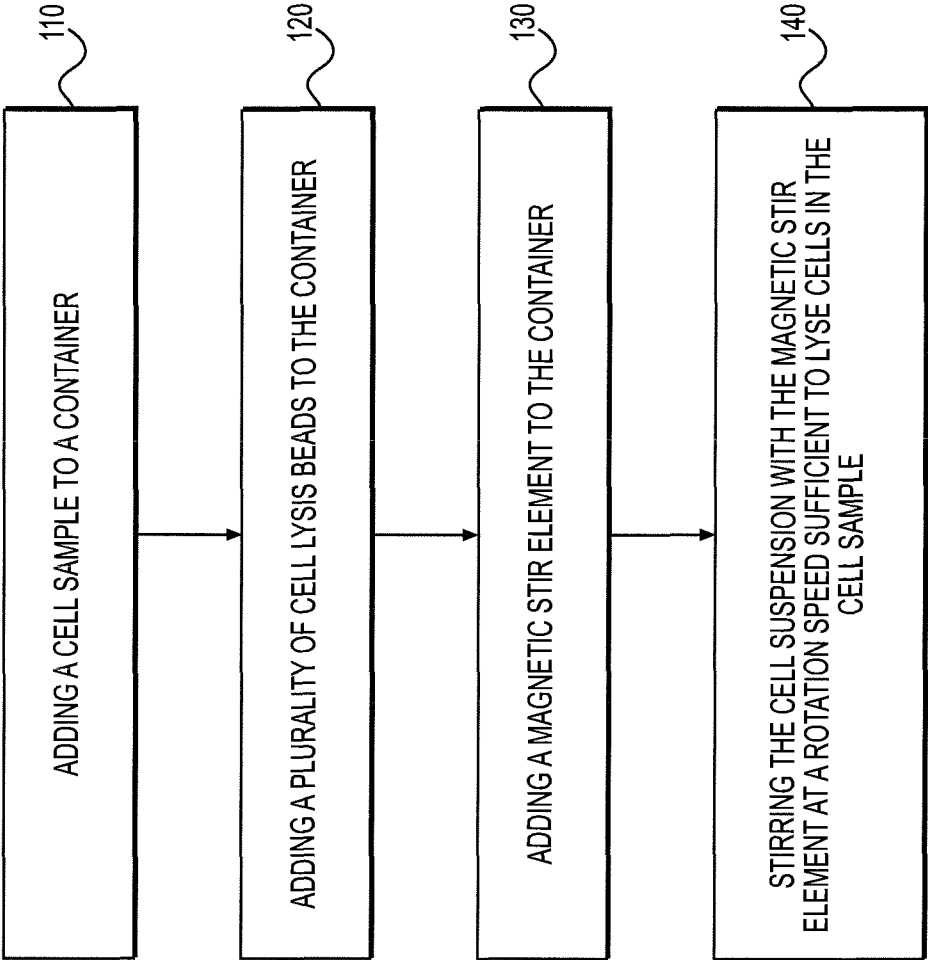 110
ADDING A CELL SAMPLE TO A CONTAINER
120
ADDING A PLURALITY OF CELL LYSIS BEADS TO THE CONTAINER
130
ADDING A MAGNETIC STIR ELEMENT TO THE CONTAINER
140
STIRRING THE CELL SUSPENSION WITH THE MAGNETIC STIR
ELEMENT AT A ROTATION SPEED SUFFICIENT TO LYSE CELLS IN THE
CELL SAMPLE